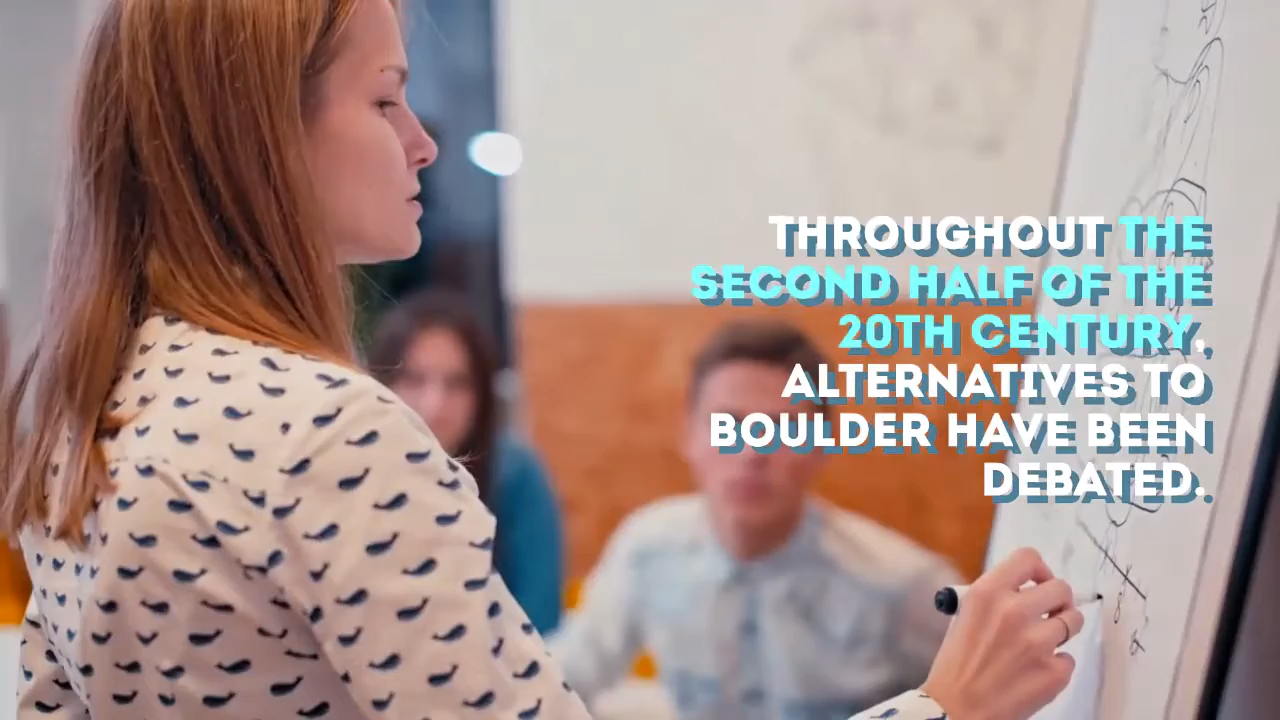 THROUGHOUT THE
SECOND HALF OF THE
20TH CENTURY,
ALTERNATIVES TO
BOULDER HAVE BEEN
DEBATED.